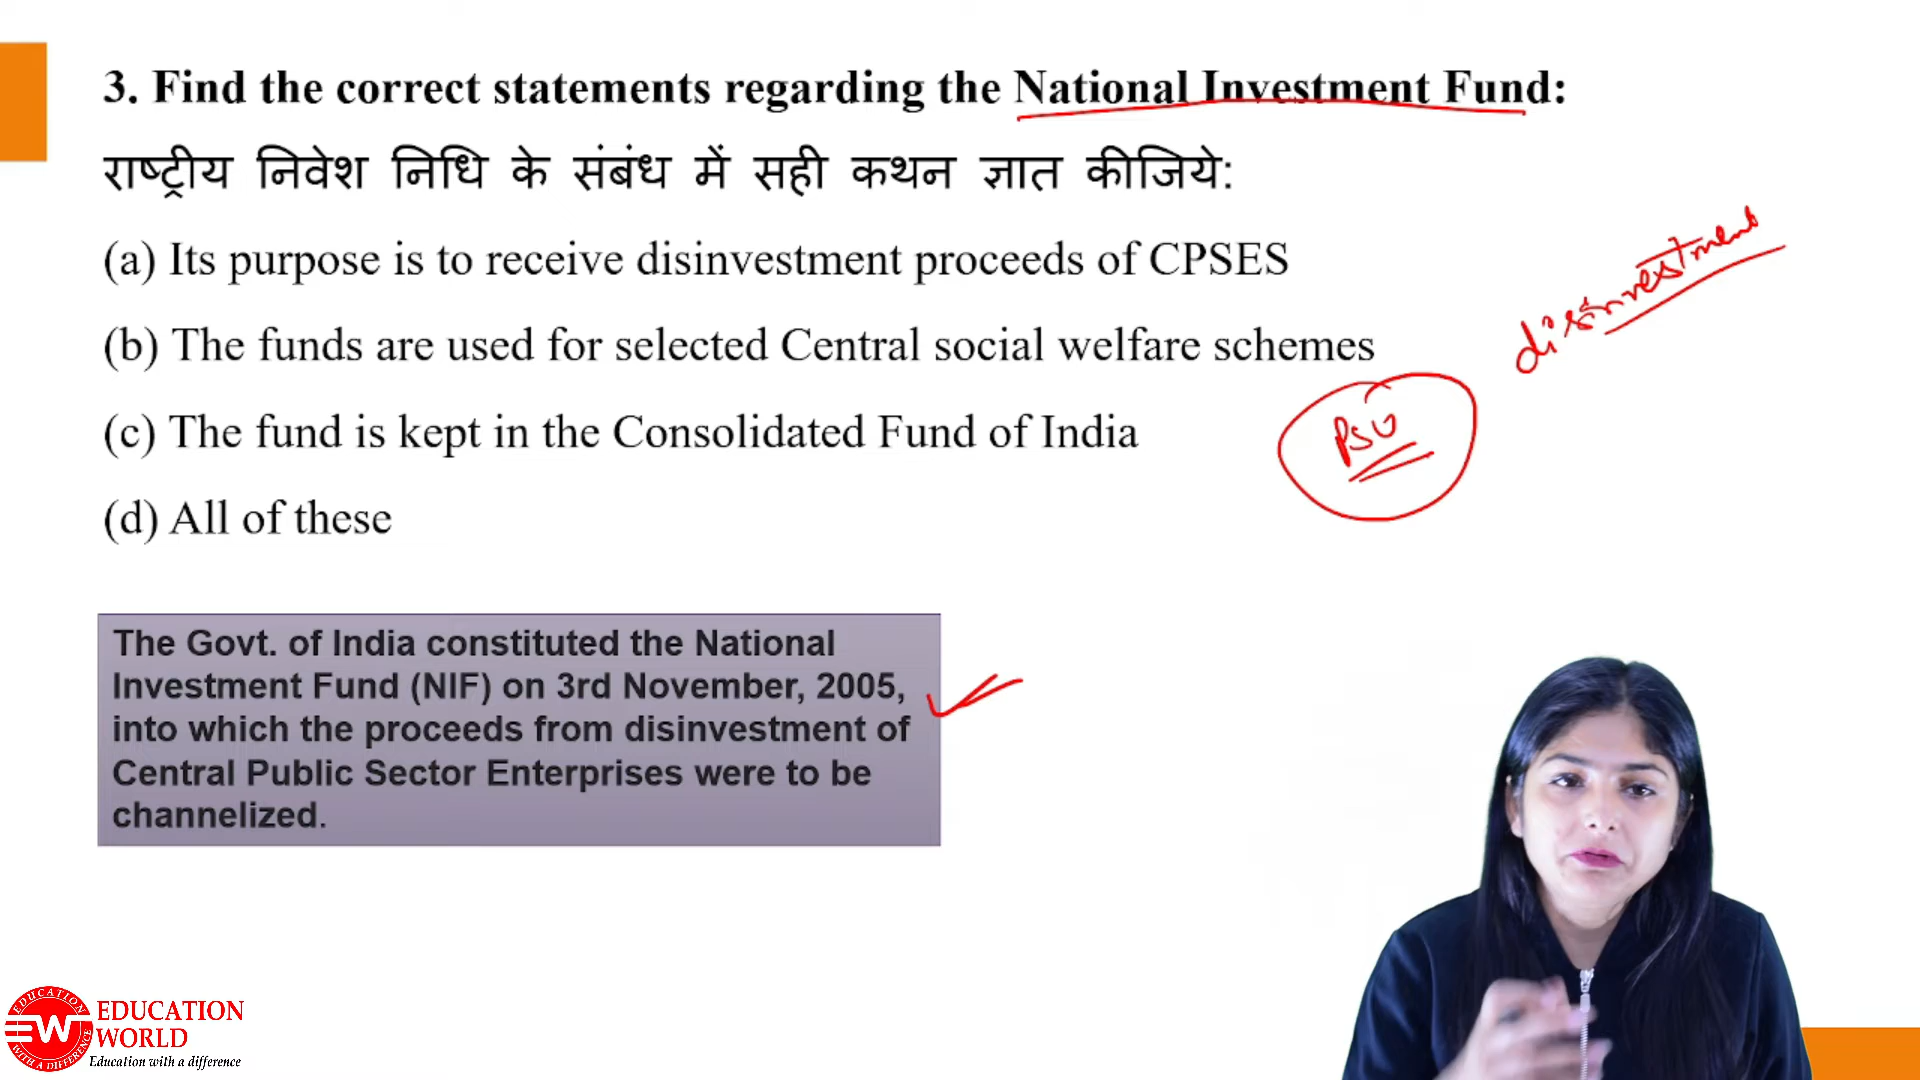 3. Find the correct statements regarding the National Investment Fund:
राष्ट्रीय निवेश निधि के संबंध में सही कथन ज्ञात कीजिये:
(a) Its purpose is to receive disinvestment proceeds of CPSES
(b) The funds are used for selected Central social welfare schemes
(c) The fund is kept in the Consolidated Fund of India
(d) All of these
disinvestment
PSU
The Govt. of India constituted the National
Investment Fund (NIF) on 3rd November, 2005,
into which the proceeds from disinvestment of
Central Public Sector Enterprises were to be
channelized.
EDUCATION
EW
WITH A DIFFERENCE
EDUCATION
WORLD
Education with a difference